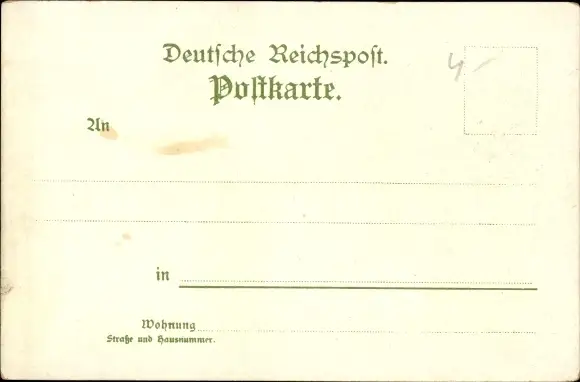 Deutsche Reichspost.
Postkarte.
4-
An
in
Wohnung
Straße und Hausnummer.